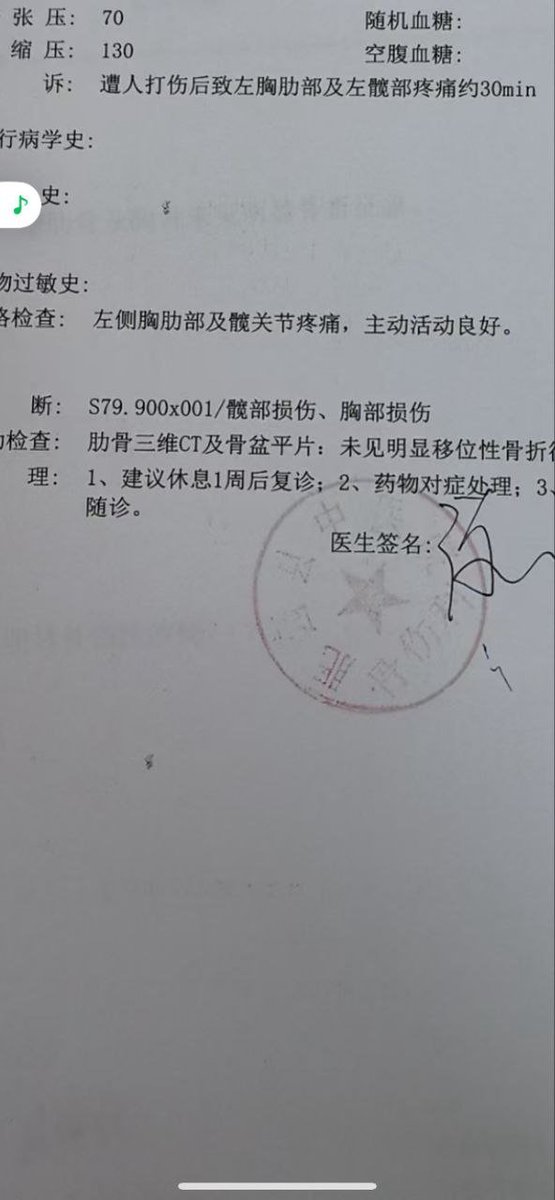 张 压: 70 随机血糖:
缩 压: 130 空腹血糖:
诉: 遭人打伤后致左胸肋部及左髋部疼痛约30min
行病学史:
史:
物过敏史:
检查: 左侧胸肋部及髋关节疼痛，主动活动良好。
断: S79.900x001/髋部损伤、胸部损伤
检查: 肋骨三维CT及骨盆平片: 未见明显移位性骨折
理: 1、建议休息1周后复诊; 2、药物对症处理; 3、
随诊。
医生签名:
中
肥
骨伤科